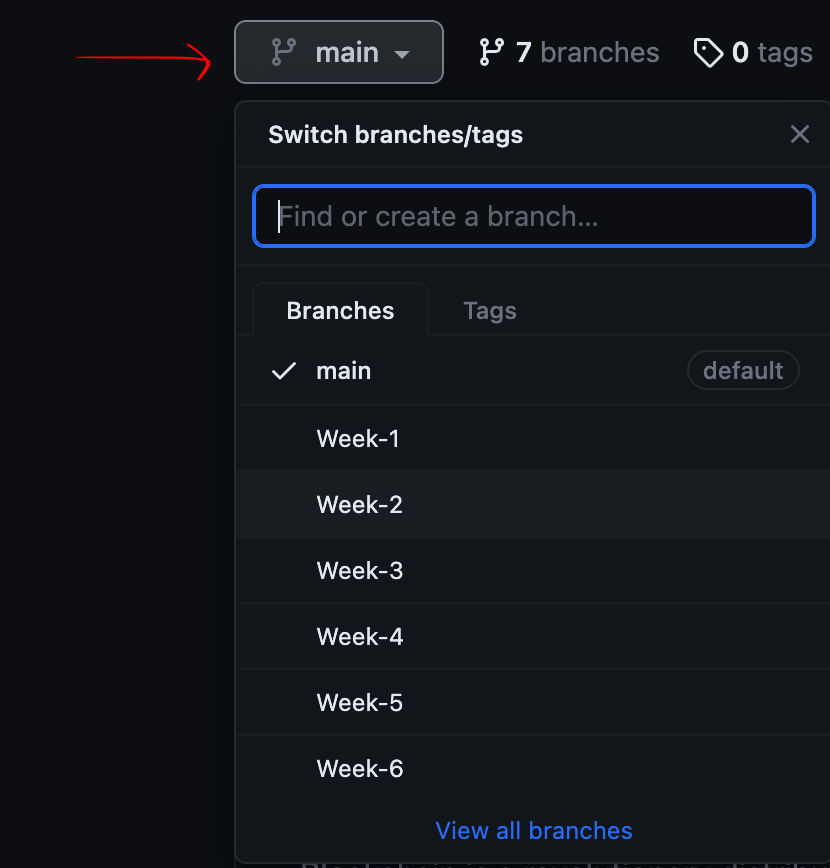 main 7 branches 0 tags
Switch branches/tags
Find or create a branch...
Branches Tags
main default
Week-1
Week-2
Week-3
Week-4
Week-5
Week-6
View all branches